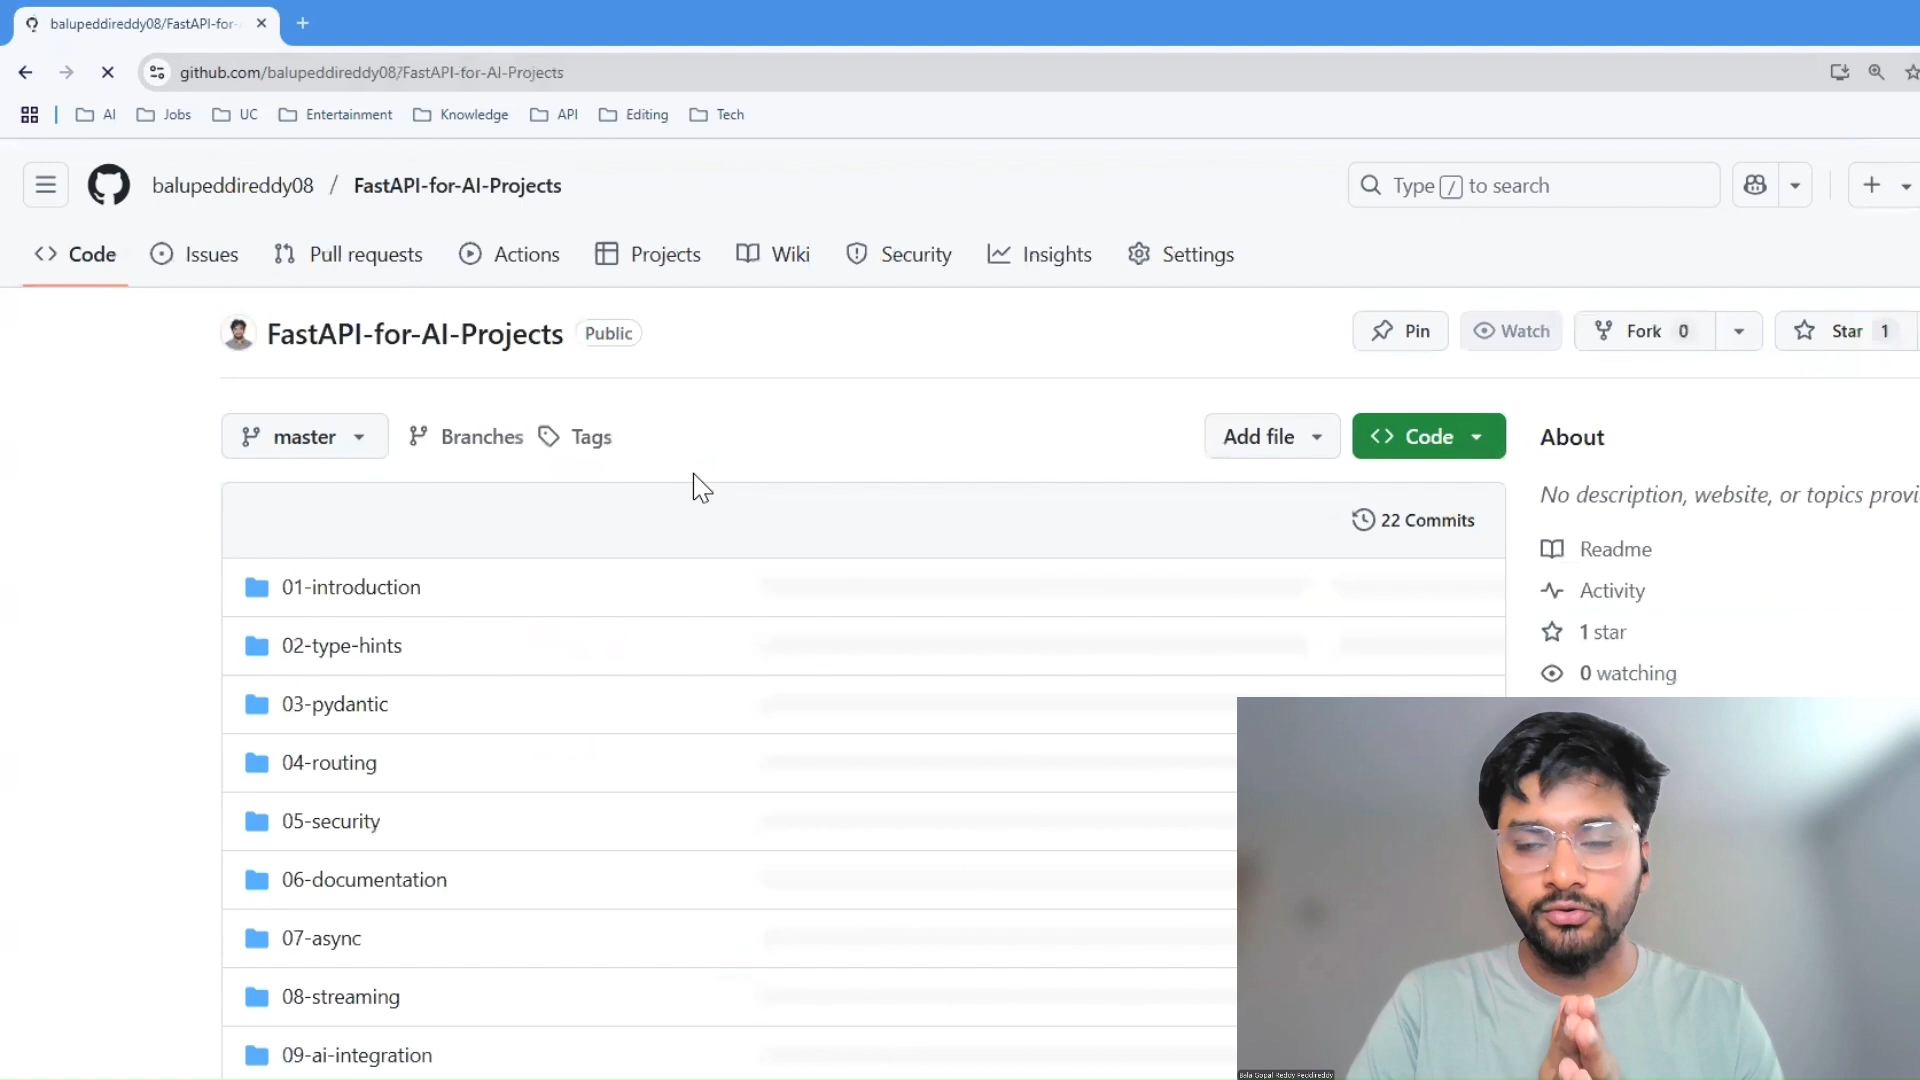 balupeddireddy08/FastAPI-for-
github.com/balupeddireddy08/FastAPI-for-AI-Projects
AI
Jobs
UC
Entertainment
Knowledge
API
Editing
Tech
balupeddireddy08 / FastAPI-for-AI-Projects
Type / to search
Code
Issues
Pull requests
Actions
Projects
Wiki
Security
Insights
Settings
FastAPI-for-AI-Projects
Public
Pin
Watch
Fork 0
Star 1
master
Branches
Tags
Add file
Code
About
No description, website, or topics provi
22 Commits
Readme
01-introduction
Activity
02-type-hints
1 star
0 watching
03-pydantic
04-routing
05-security
06-documentation
07-async
08-streaming
09-ai-integration
Bala Gopal Reddy Peddireddy